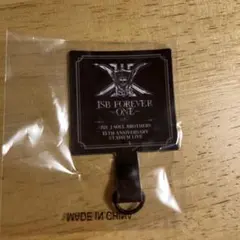 JSB FOREVER
~ONE~
THE J SOUL BROTHERS
15TH ANNIVERSARY
STADIUM LIVE
MADE IN CHINA